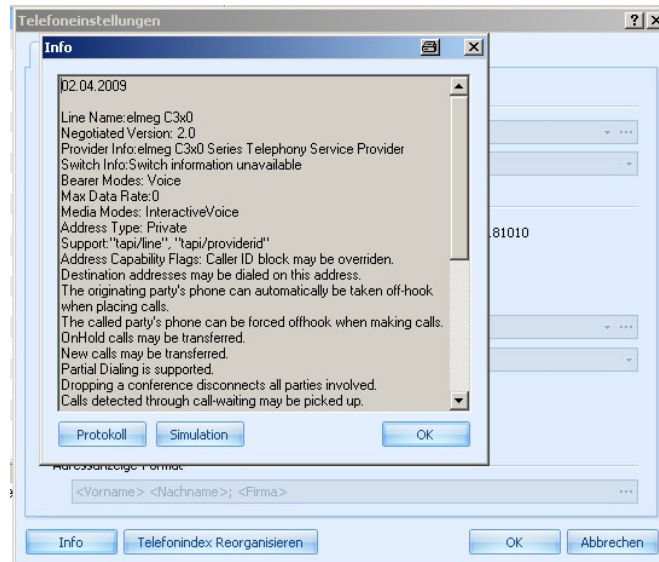 Telefoneinstellungen
Info
02.04.2009
Line Name:elmeg C3x0
Negotiated Version: 2.0
Provider Info:elmeg C3x0 Series Telephony Service Provider
Switch Info:Switch information unavailable
Bearer Modes: Voice
Max Data Rate:0
Media Modes: InteractiveVoice
Address Type: Private
Support:"tapi/line", "tapi/providerid"
Address Capability Flags: Caller ID block may be overriden.
Destination addresses may be dialed on this address.
The originating party's phone can automatically be taken off-hook
when placing calls.
The called party's phone can be forced offhook when making calls.
OnHold calls may be transferred.
New calls may be transferred.
Partial Dialing is supported.
Dropping a conference disconnects all parties involved.
Calls detected through call-waiting may be picked up.
Protokoll Simulation OK
.81010
Adressanzeige Format
<Vorname> <Nachname>; <Firma>
Info Telefonindex Reorganisieren OK Abbrechen